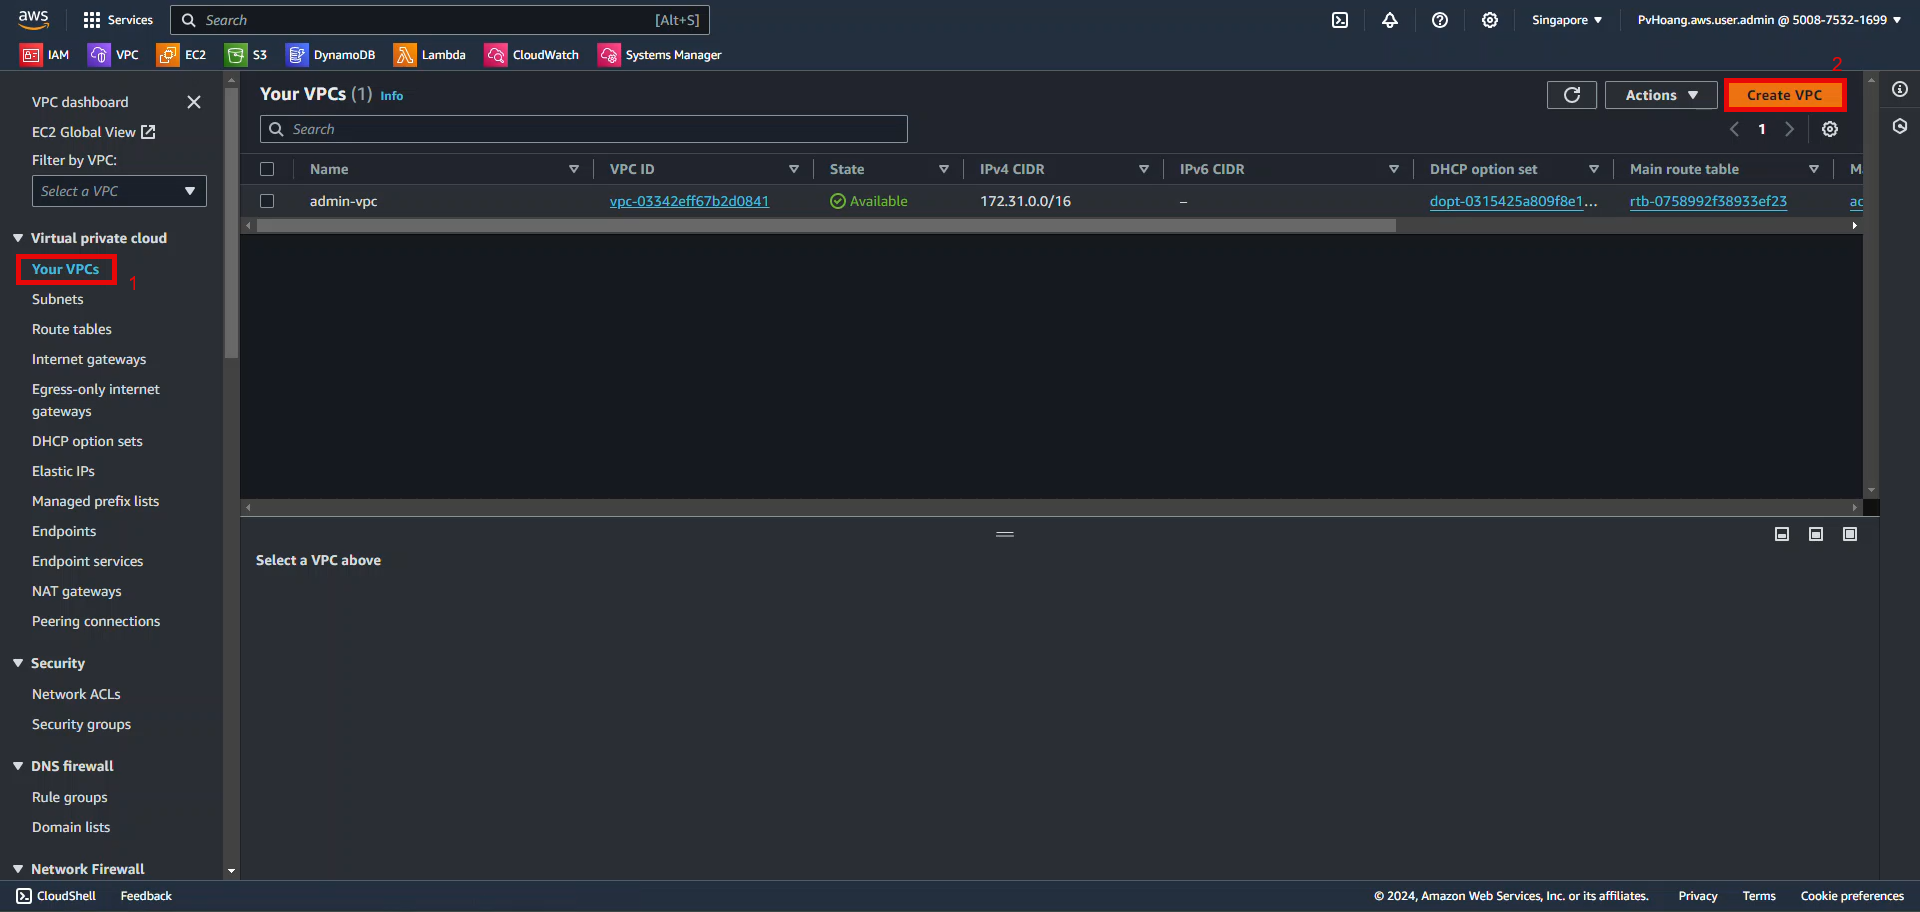 aws Services Search [Alt+S] Singapore PvHoang.aws.user.admin @ 5008-7532-1699
IAM VPC EC2 S3 DynamoDB Lambda CloudWatch Systems Manager
VPC dashboard
EC2 Global View
Filter by VPC:
Select a VPC
Virtual private cloud
Your VPCs 1
Subnets
Route tables
Internet gateways
Egress-only internet
gateways
DHCP option sets
Elastic IPs
Managed prefix lists
Endpoints
Endpoint services
NAT gateways
Peering connections
Security
Network ACLs
Security groups
DNS firewall
Rule groups
Domain lists
Network Firewall
2
Your VPCs (1) Info Actions Create VPC
Search 1
Name VPC ID State IPv4 CIDR IPv6 CIDR DHCP option set Main route table M
admin-vpc vpc-03342eff67b2d0841 Available 172.31.0.0/16 – dopt-0315425a809f8e1... rtb-0758992f38933ef23 ac
Select a VPC above
CloudShell Feedback © 2024, Amazon Web Services, Inc. or its affiliates. Privacy Terms Cookie preferences